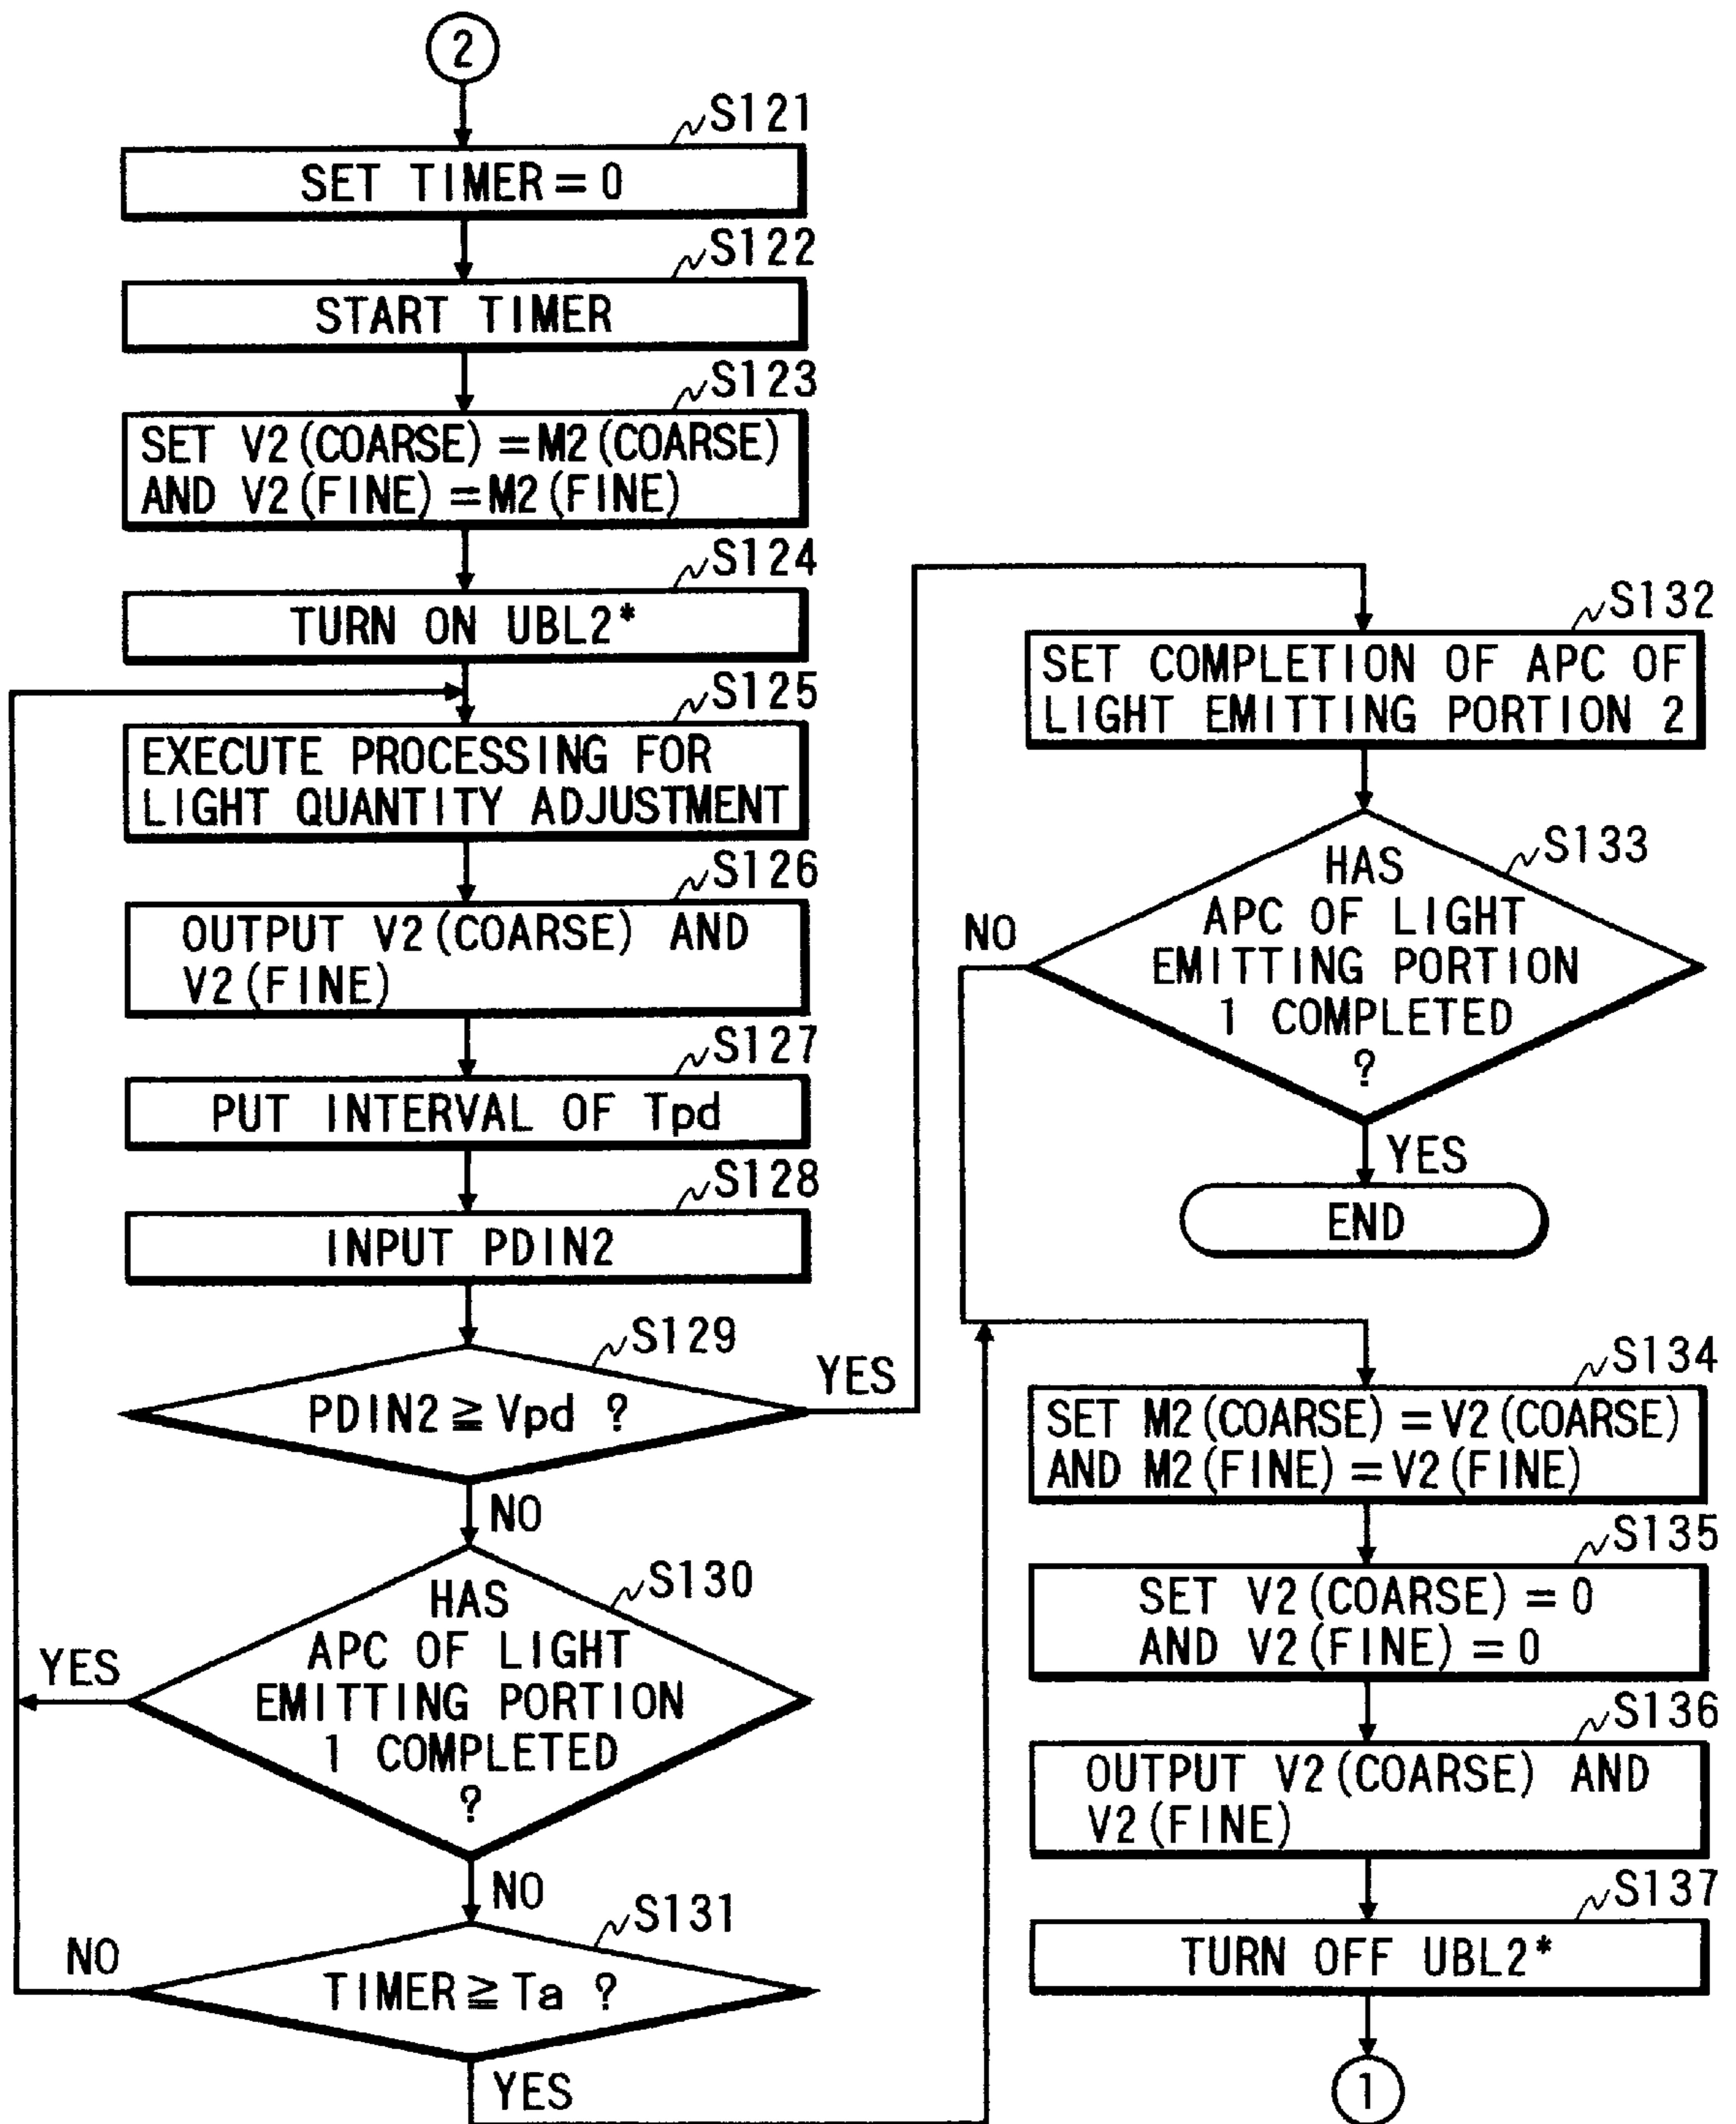 2
S121
SET TIMER=0
S122
START TIMER
S123
SET V2(COARSE)=M2(COARSE)
AND V2(FINE)=M2(FINE)
S124
TURN ON UBL2*
S125
EXECUTE PROCESSING FOR
LIGHT QUANTITY ADJUSTMENT
S126
OUTPUT V2(COARSE) AND
V2(FINE)
S127
PUT INTERVAL OF Tpd
S128
INPUT PDIN2
S129
PDIN2≧Vpd ?
YES
NO
S130
HAS
APC OF LIGHT
EMITTING PORTION
1 COMPLETED
?
YES
NO
S131
TIMER≧Ta ?
NO
YES
S132
SET COMPLETION OF APC OF
LIGHT EMITTING PORTION 2
S133
HAS
APC OF LIGHT
EMITTING PORTION
1 COMPLETED
?
NO
YES
END
S134
SET M2(COARSE)=V2(COARSE)
AND M2(FINE)=V2(FINE)
S135
SET V2(COARSE)=0
AND V2(FINE)=0
S136
OUTPUT V2(COARSE) AND
V2(FINE)
S137
TURN OFF UBL2*
1